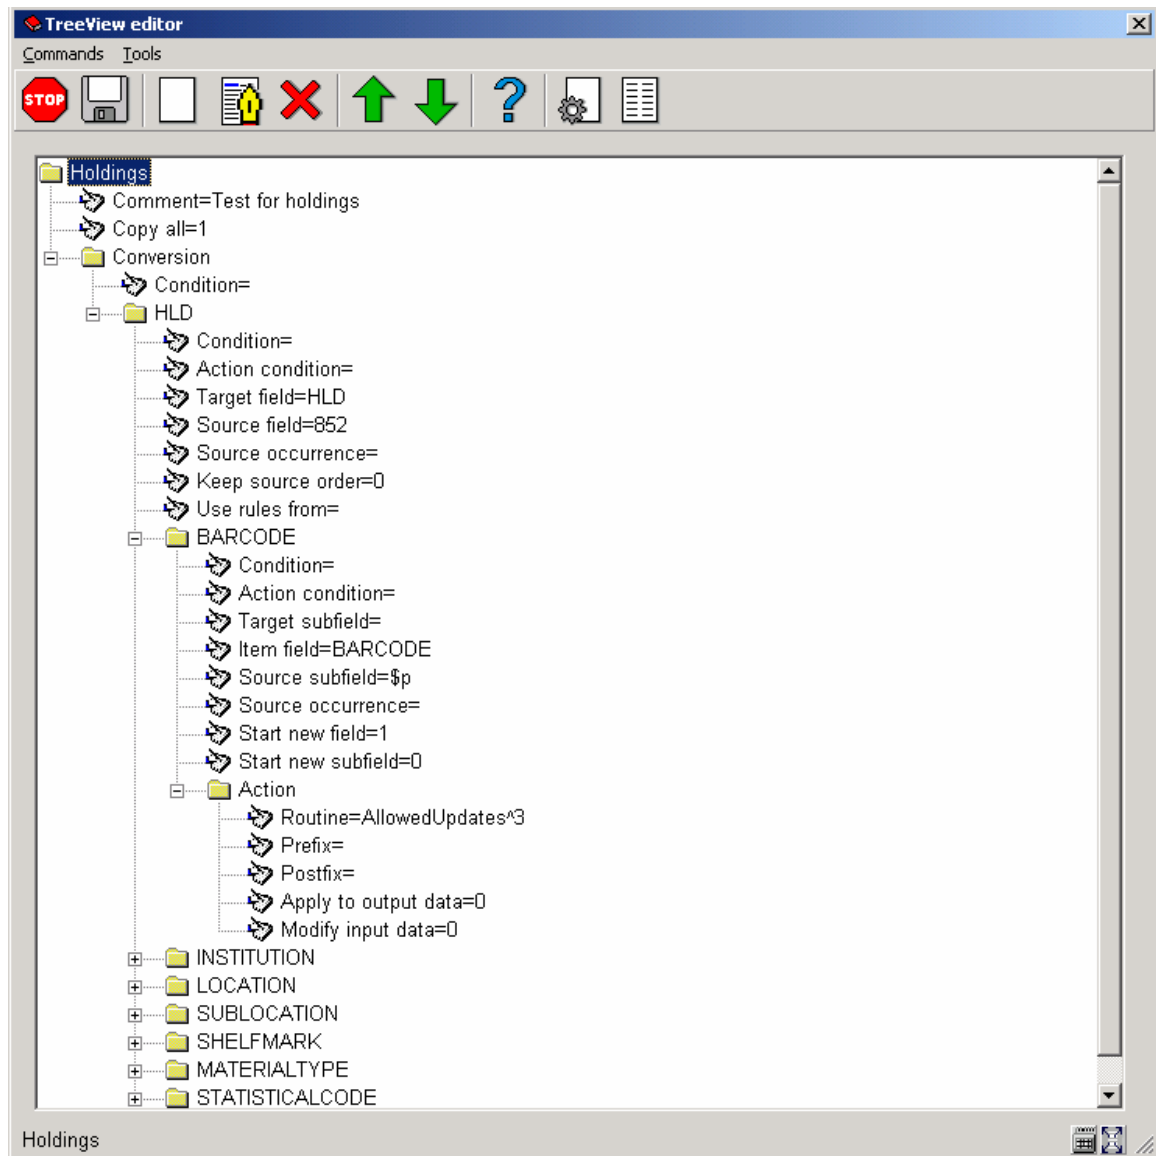 TreeView editor
Commands Tools
STOP
Holdings
Comment=Test for holdings
Copy all=1
Conversion
Condition=
HLD
Condition=
Action condition=
Target field=HLD
Source field=852
Source occurrence=
Keep source order=0
Use rules from=
BARCODE
Condition=
Action condition=
Target subfield=
Item field=BARCODE
Source subfield=$p
Source occurrence=
Start new field=1
Start new subfield=0
Action
Routine=AllowedUpdates^3
Prefix=
Postfix=
Apply to output data=0
Modify input data=0
INSTITUTION
LOCATION
SUBLOCATION
SHELFMARK
MATERIALTYPE
STATISTICALCODE
Holdings